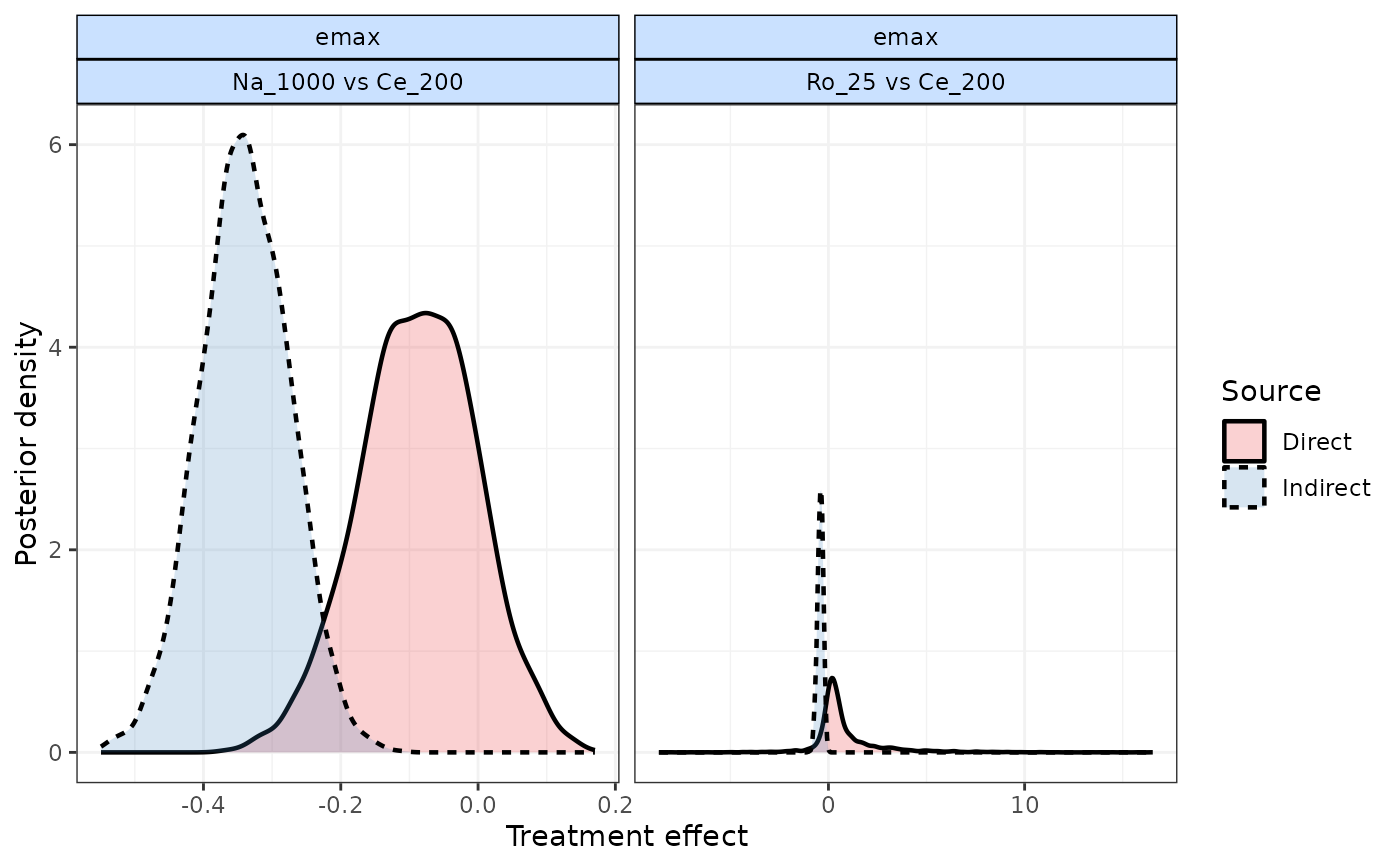 emax
emax
Na_1000 vs Ce_200
Ro_25 vs Ce_200
6
4
2
0
Posterior density
-0.4
-0.2
0.0
0.2
0
10
Treatment effect
Source
Direct
Indirect